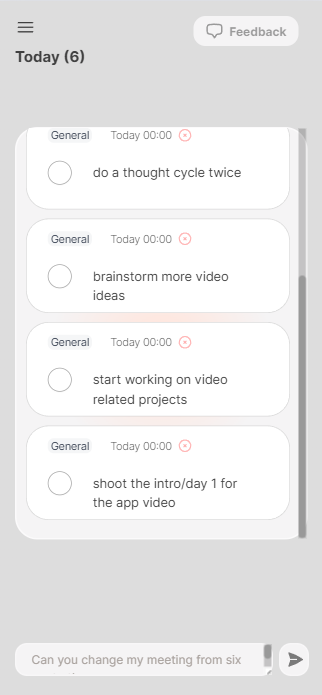 Feedback
Today (6)
General Today 00:00
do a thought cycle twice
General Today 00:00
brainstorm more video
ideas
General Today 00:00
start working on video
related projects
General Today 00:00
shoot the intro/day 1 for
the app video
Can you change my meeting from six